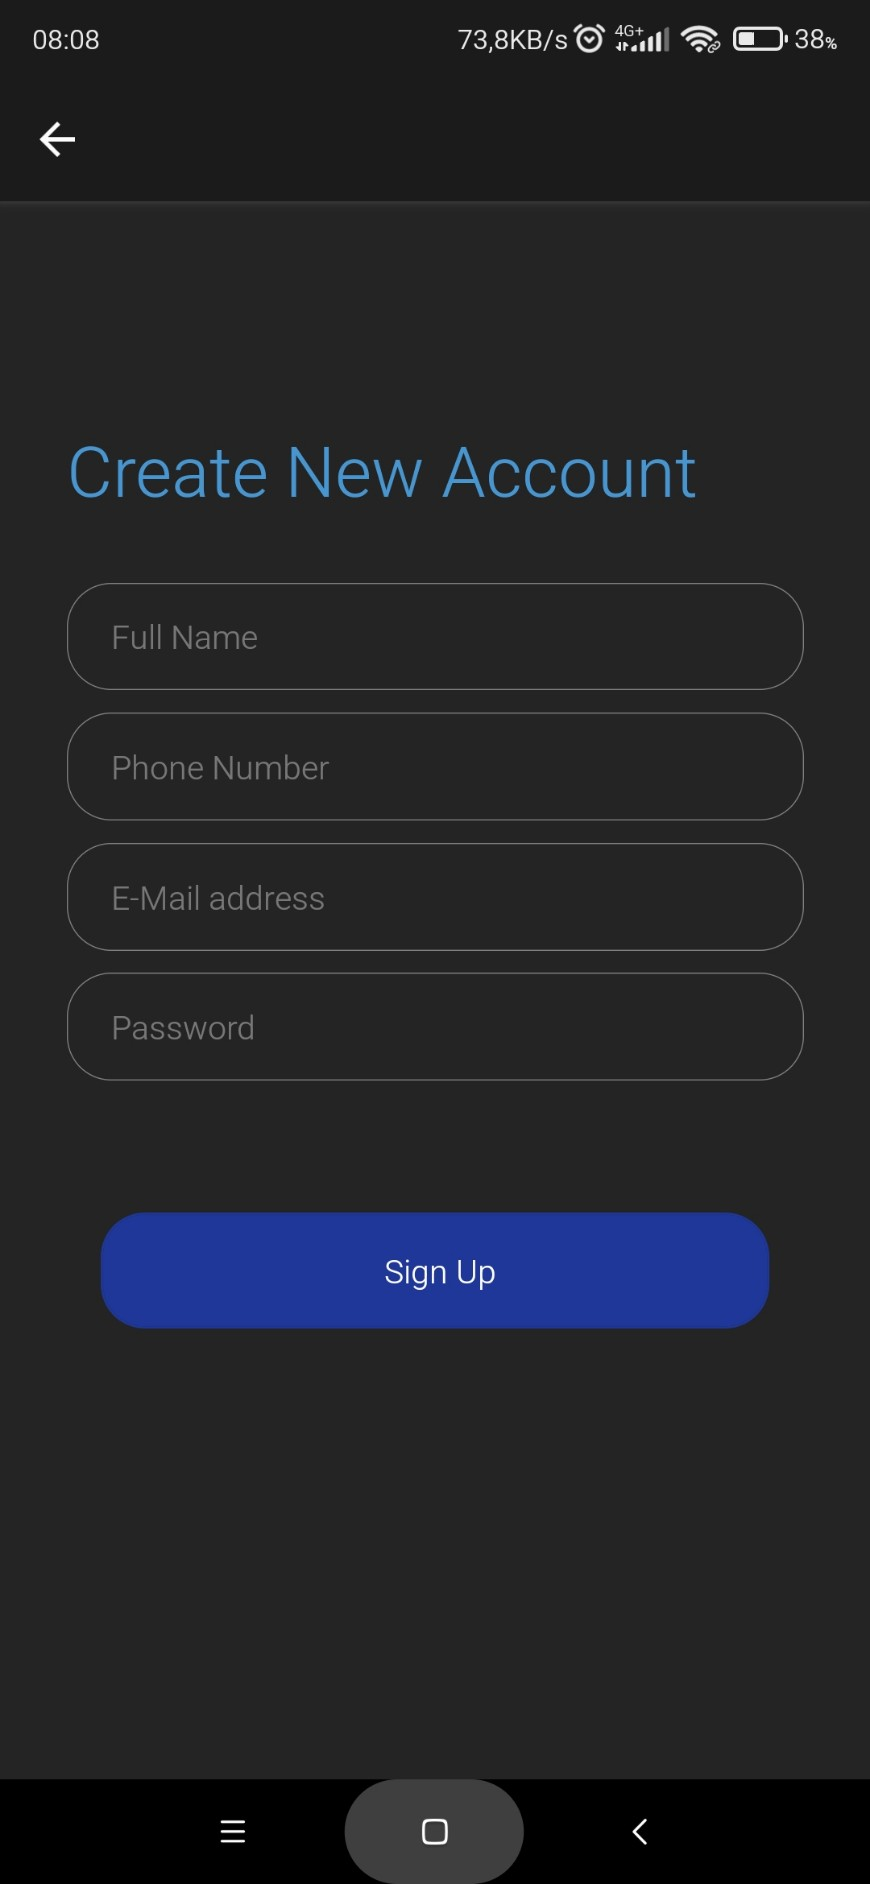 08:08 73,8KB/s 4G+ 38%
Create New Account
Full Name
Phone Number
E-Mail address
Password
Sign Up